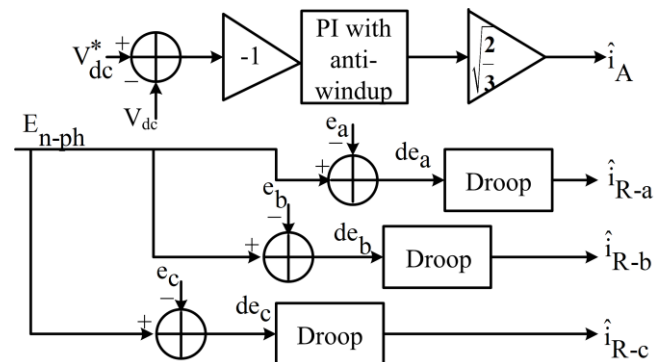 V*dc
+
−
Vdc
-1
PI with
anti-
windup
√2/3
îA
En-ph
ea
−
+
dea
Droop
îR-a
eb
−
+
deb
Droop
îR-b
ec
−
+
dec
Droop
îR-c